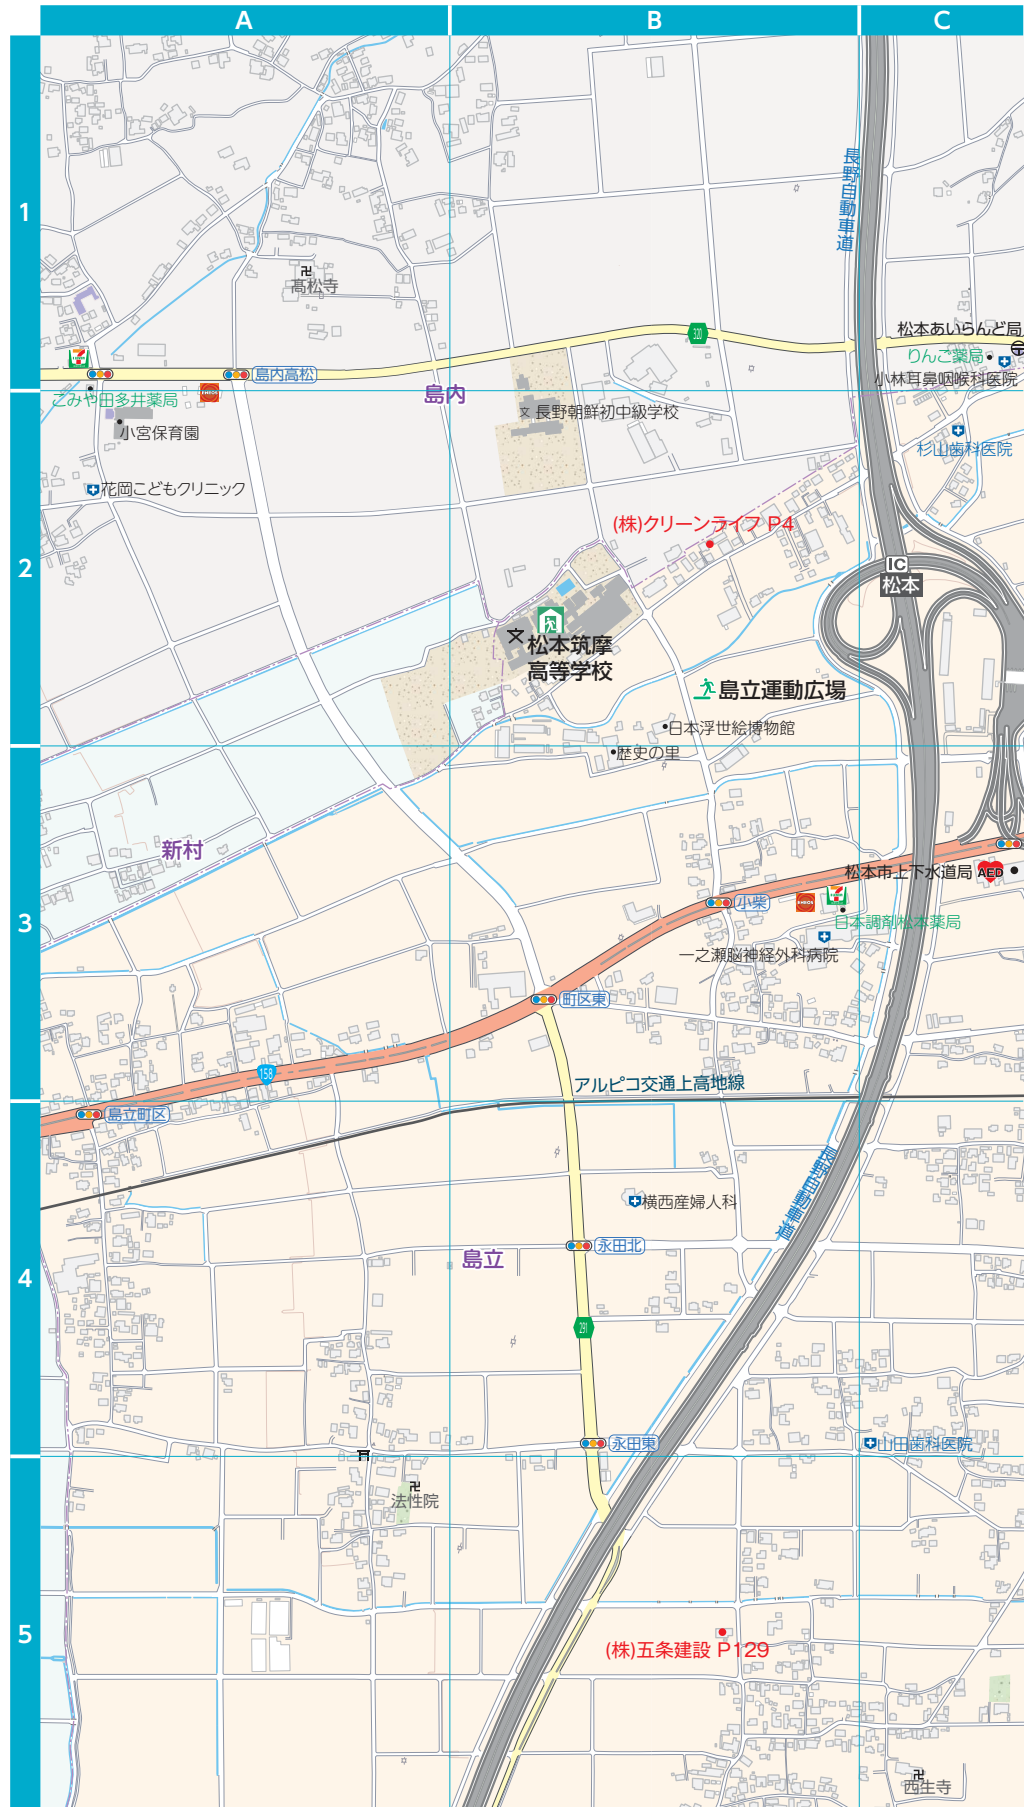 A
B
C
1
長野自動車道
髙松寺
320
松本あいらんど局
りんご薬局
小林耳鼻咽喉科医院
島内高松
ENEOS
島内
ごみや田多井薬局
小宮保育園
文 長野朝鮮初中級学校
杉山歯科医院
花岡こどもクリニック
(株)クリーンライフ P4
2
IC
松本
文 松本筑摩
高等学校
島立運動広場
日本浮世絵博物館
歴史の里
新村
松本市上下水道局
AED
小柴
ENEOS
日本調剤松本薬局
3
一之瀬脳神経外科病院
町区東
158
アルピコ交通上高地線
島立町区
長野自動車道
横西産婦人科
永田北
島立
4
291
永田東
山田歯科医院
法性院
5
(株)五条建設 P129
西生寺